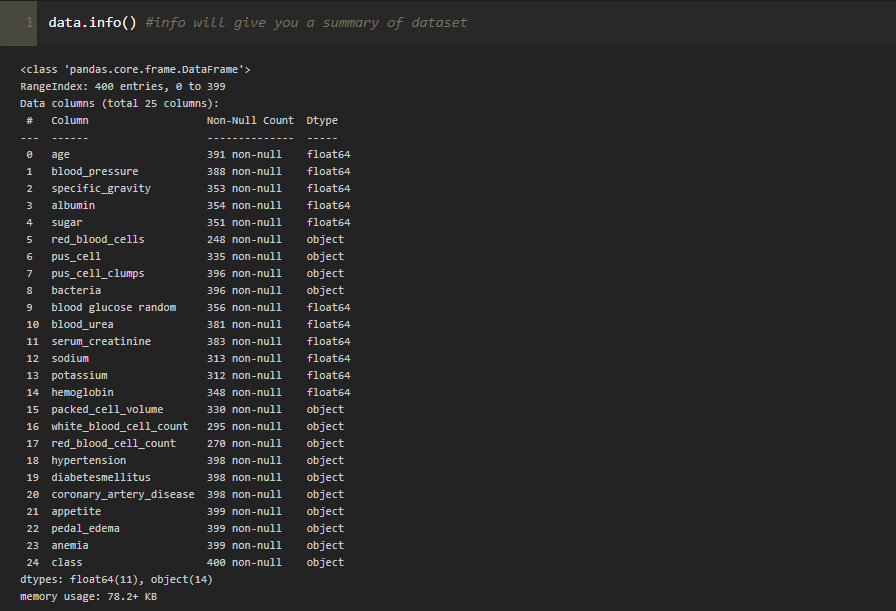 1 data.info() #info will give you a summary of dataset
<class 'pandas.core.frame.DataFrame'>
RangeIndex: 400 entries, 0 to 399
Data columns (total 25 columns):
 #   Column                   Non-Null Count  Dtype
---  ------                   --------------  -----
 0   age                      391 non-null    float64
 1   blood_pressure           388 non-null    float64
 2   specific_gravity         353 non-null    float64
 3   albumin                  354 non-null    float64
 4   sugar                    351 non-null    float64
 5   red_blood_cells          248 non-null    object
 6   pus_cell                 335 non-null    object
 7   pus_cell_clumps          396 non-null    object
 8   bacteria                 396 non-null    object
 9   blood glucose random     356 non-null    float64
 10  blood_urea               381 non-null    float64
 11  serum_creatinine         383 non-null    float64
 12  sodium                   313 non-null    float64
 13  potassium                312 non-null    float64
 14  hemoglobin               348 non-null    float64
 15  packed_cell_volume       330 non-null    object
 16  white_blood_cell_count   295 non-null    object
 17  red_blood_cell_count     270 non-null    object
 18  hypertension             398 non-null    object
 19  diabetesmellitus         398 non-null    object
 20  coronary_artery_disease  398 non-null    object
 21  appetite                 399 non-null    object
 22  pedal_edema              399 non-null    object
 23  anemia                   399 non-null    object
 24  class                    400 non-null    object
dtypes: float64(11), object(14)
memory usage: 78.2+ KB